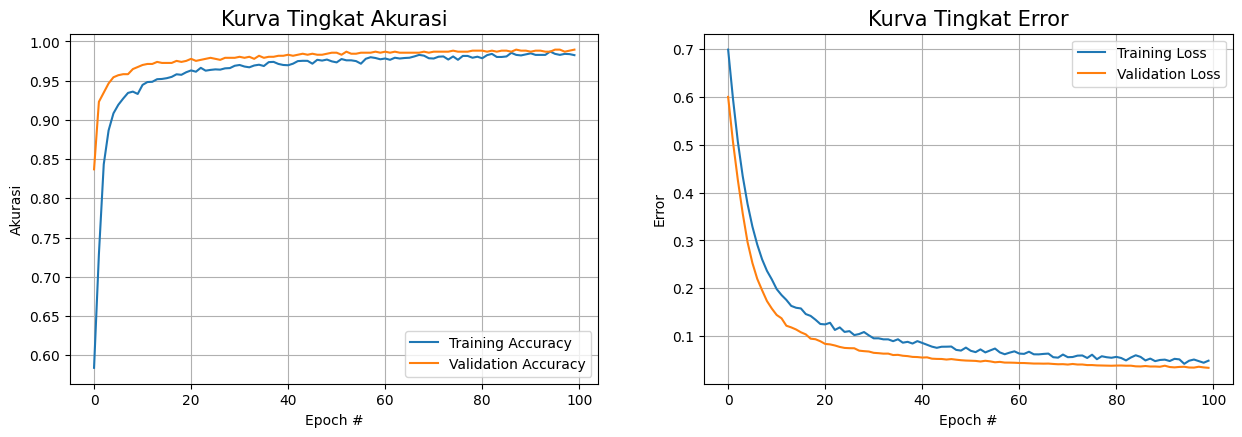 Kurva Tingkat Akurasi
1.00
0.95
0.90
0.85
0.80
0.75
0.70
0.65
0.60
Akurasi
Training Accuracy
Validation Accuracy
0 20 40 60 80 100
Epoch #
Kurva Tingkat Error
0.7
0.6
0.5
0.4
0.3
0.2
0.1
Error
Training Loss
Validation Loss
0 20 40 60 80 100
Epoch #